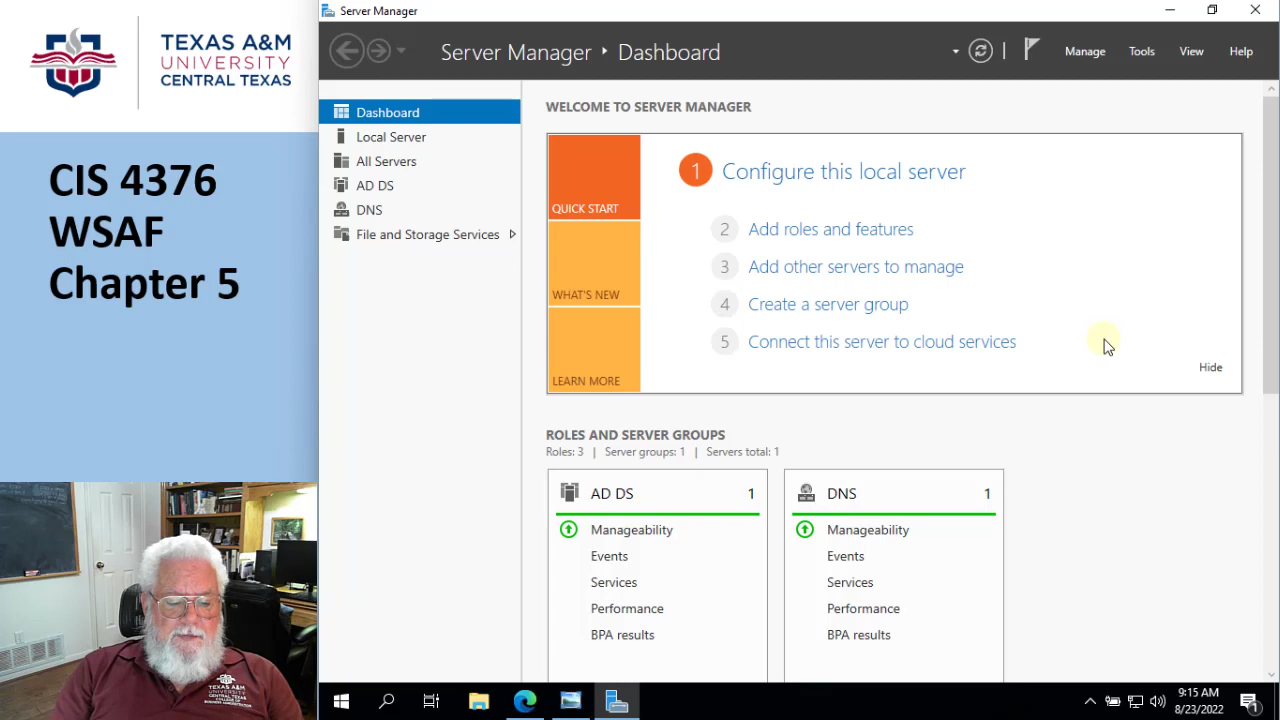 TEXAS A&M
UNIVERSITY
CENTRAL TEXAS
CIS 4376
WSAF
Chapter 5
Server Manager
Server Manager • Dashboard
Manage Tools View Help
Dashboard
Local Server
All Servers
AD DS
DNS
File and Storage Services
WELCOME TO SERVER MANAGER
QUICK START
WHAT'S NEW
LEARN MORE
1 Configure this local server
2 Add roles and features
3 Add other servers to manage
4 Create a server group
5 Connect this server to cloud services
Hide
ROLES AND SERVER GROUPS
Roles: 3 | Server groups: 1 | Servers total: 1
AD DS 1
Manageability
Events
Services
Performance
BPA results
DNS 1
Manageability
Events
Services
Performance
BPA results
TEXAS A&M
UNIVERSITY
CENTRAL TEXAS
9:15 AM
8/23/2022
1